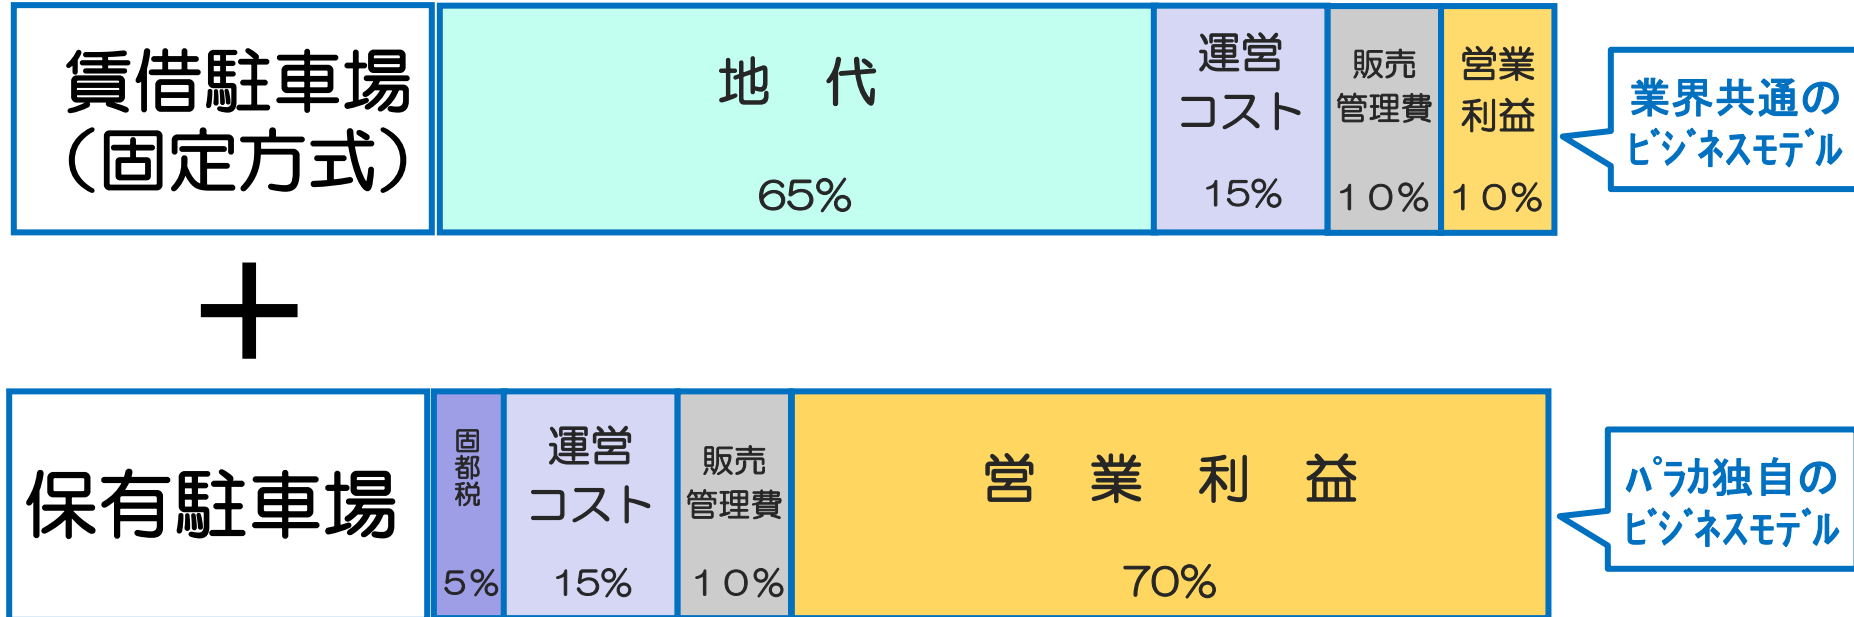 賃借駐車場
（固定方式）
地　代
65%
運営
コスト
15%
販売
管理費
１０%
営業
利益
１０%
業界共通の
ﾋﾞｼﾞﾈｽﾓﾃﾞﾙ
＋
保有駐車場
固都税
5%
運営
コスト
15%
販売
管理費
１０%
営　業　利　益
70%
ﾊﾟﾗｶ独自の
ﾋﾞｼﾞﾈｽﾓﾃﾞﾙ